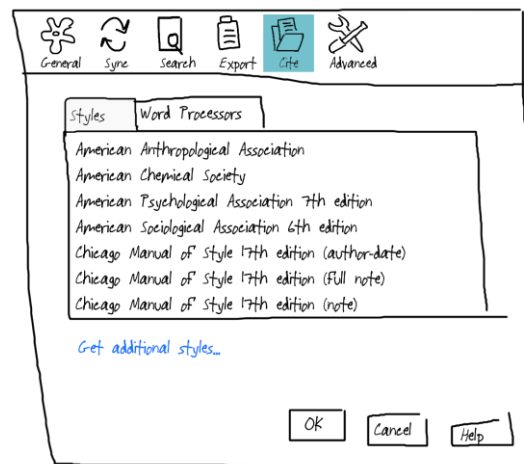 General Sync Search Export Cite Advanced
Styles Word Processors
American Anthropological Association
American Chemical Society
American Psychological Association 7th edition
American Sociological Association 6th edition
Chicago Manual of Style 17th edition (author-date)
Chicago Manual of Style 17th edition (full note)
Chicago Manual of Style 17th edition (note)
Get additional styles...
OK Cancel Help